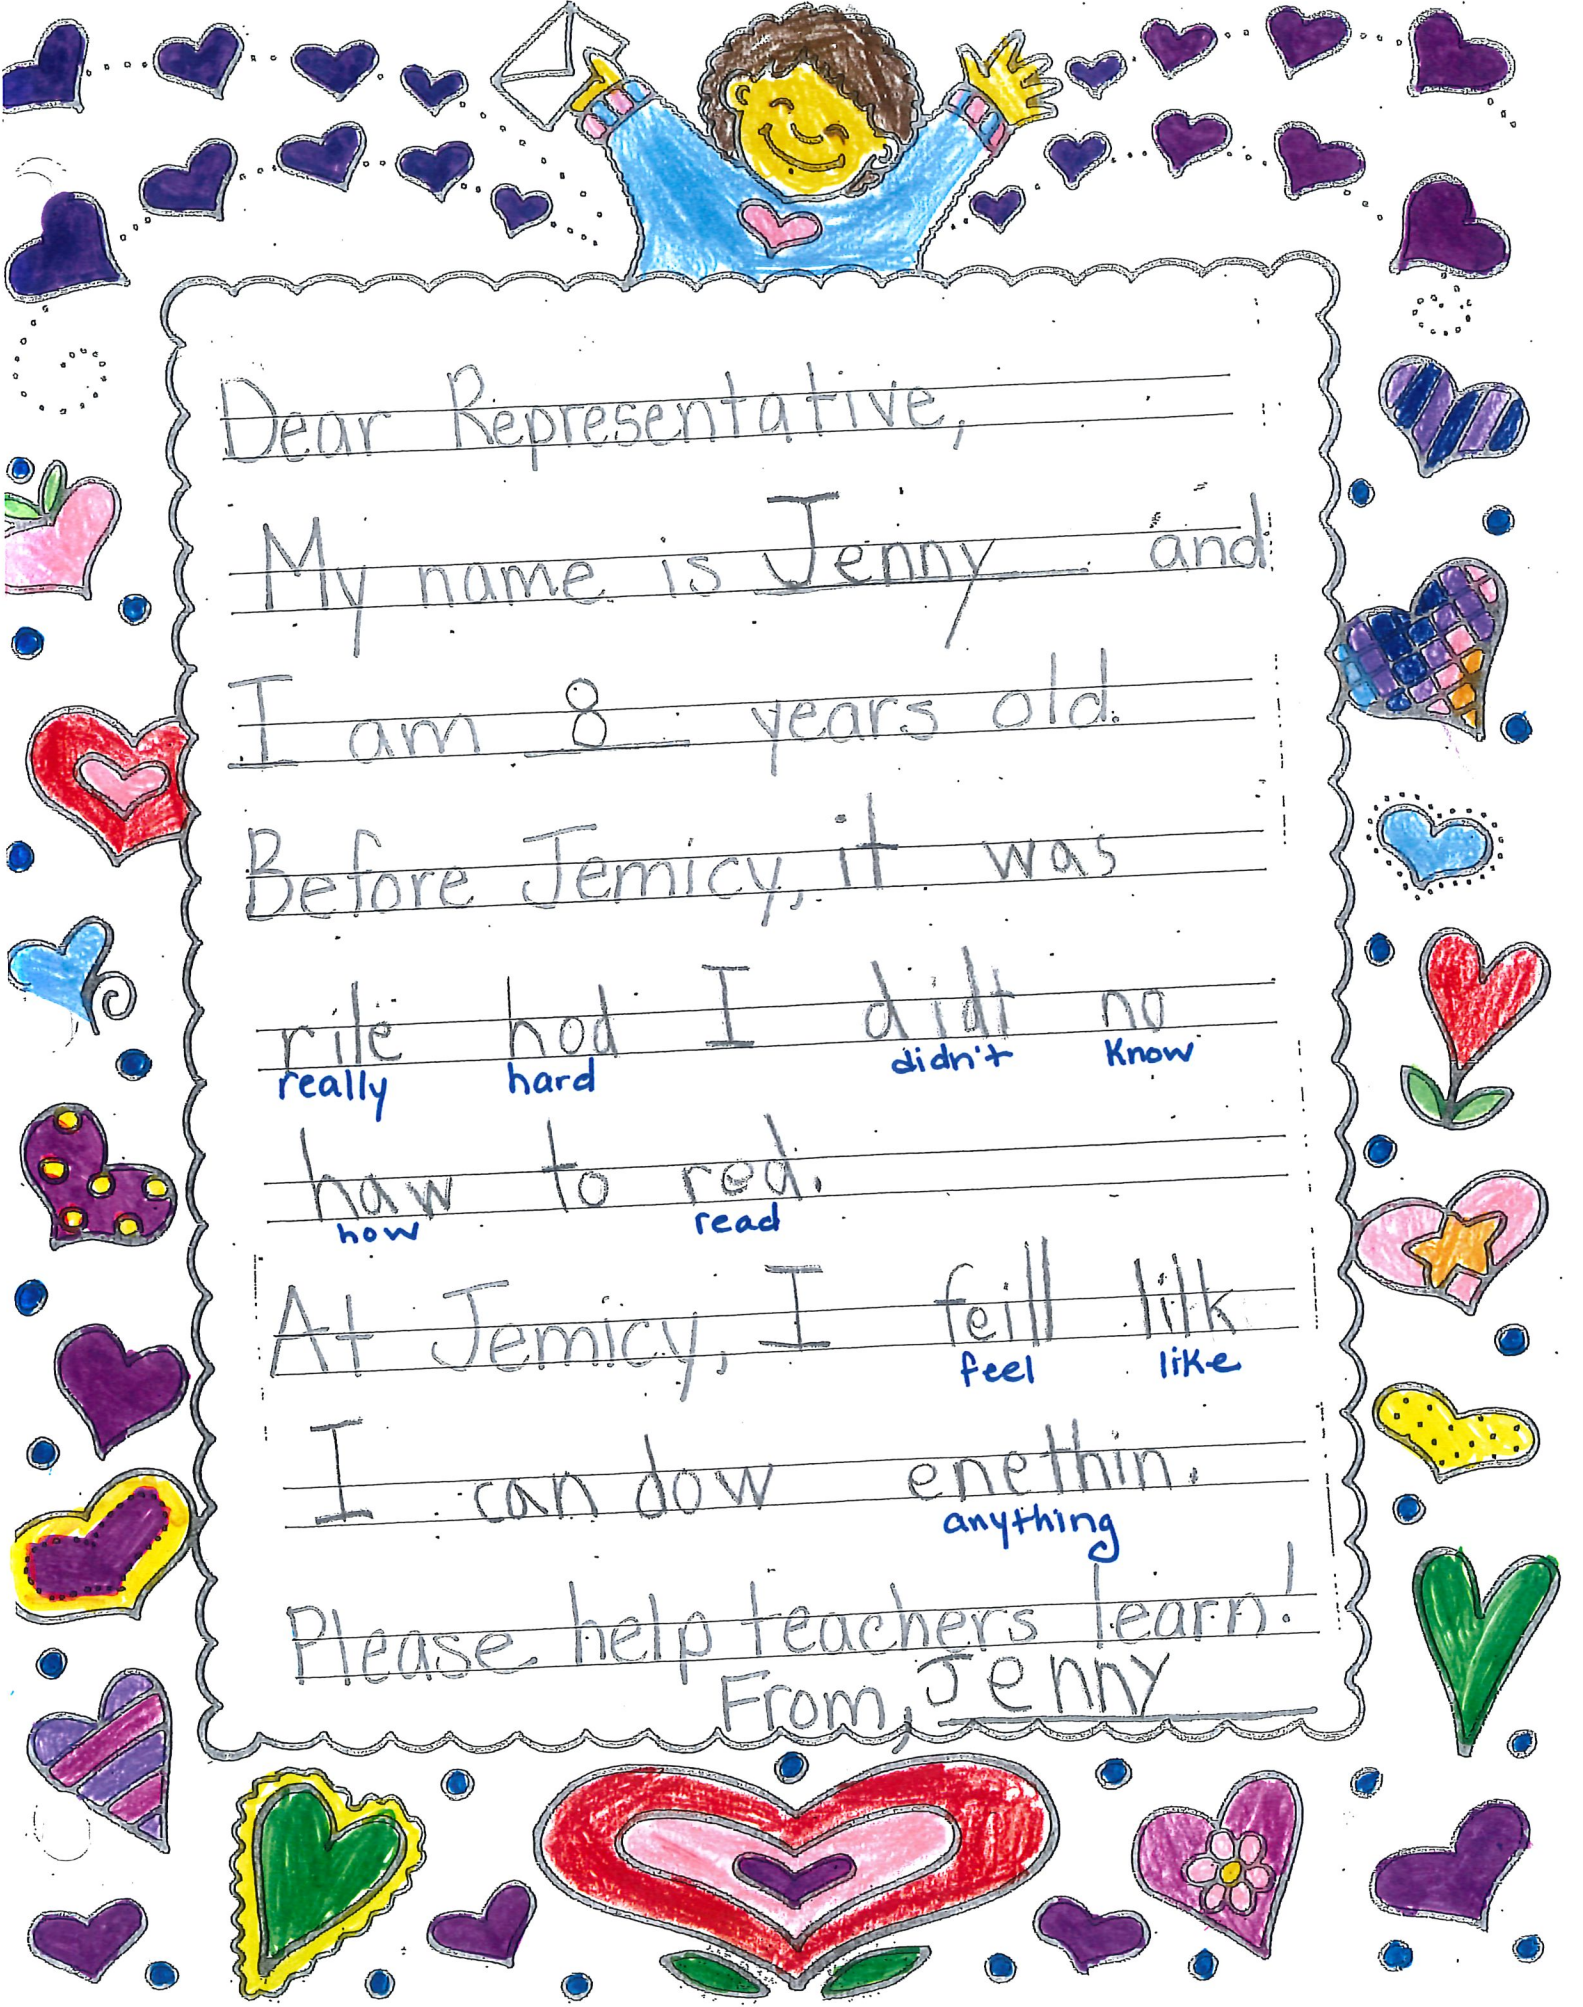 Dear Representative,
My name is Jenny and
I am 8 years old.
Before Jemicy, it was
rile hod I didt no
really hard didn't know
haw to red.
how read
At Jemicy, I feill lilk
feel like
I can dow enethin.
anything
Please help teachers learn!
From, Jenny